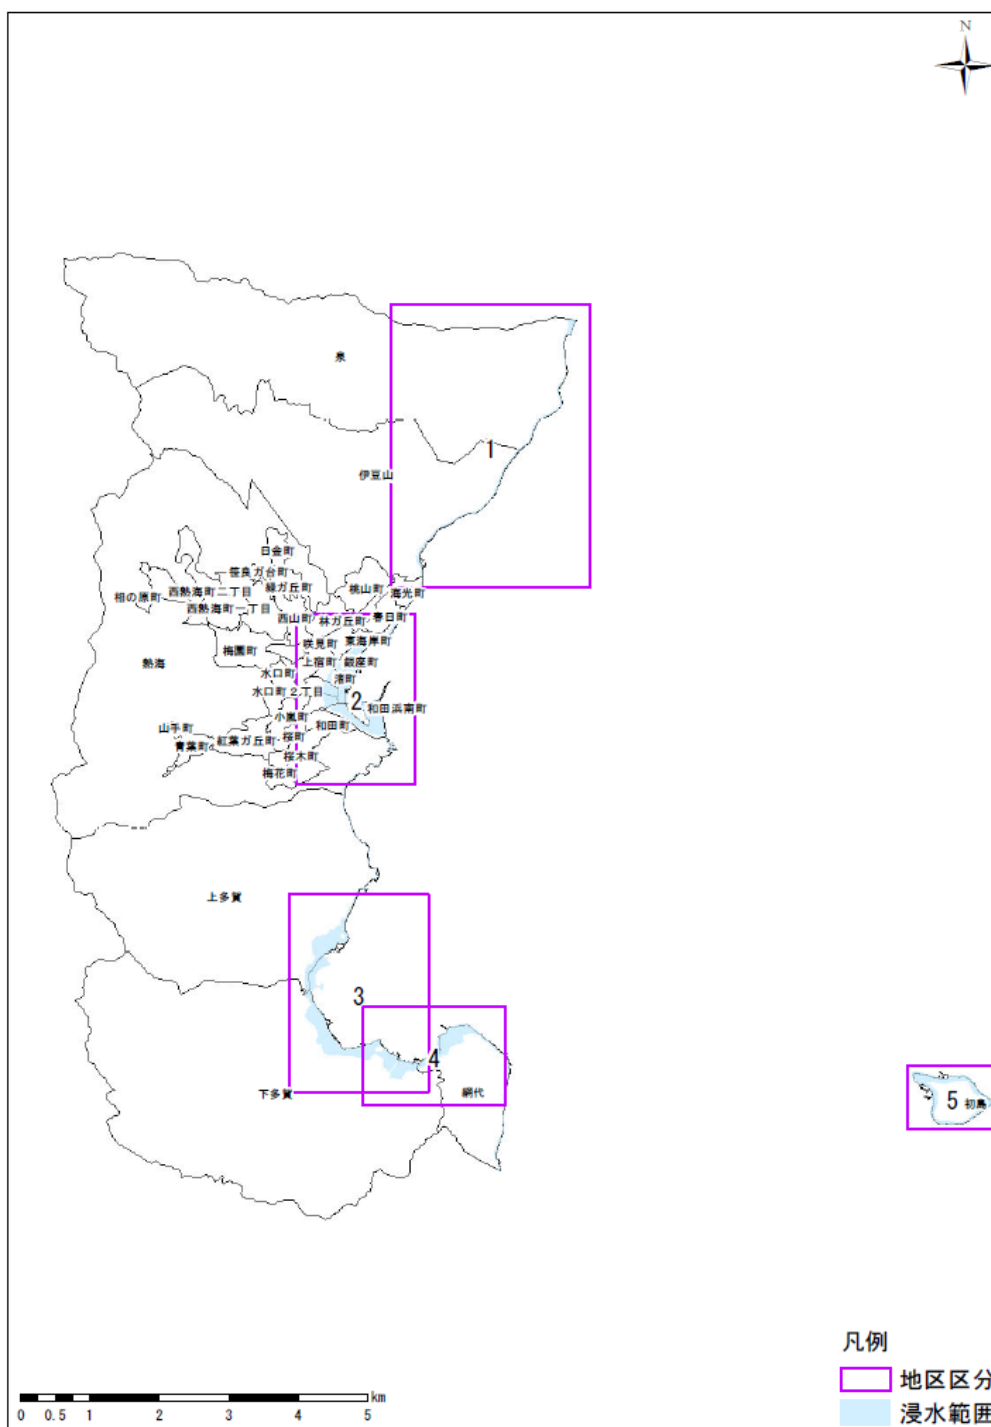 N
泉
1
伊豆山
日金町
笹良ガ台町
緑ガ丘町
桃山町
海光町
相の原町
西熱海町二丁目
西熱海町一丁目
西山町
林ガ丘町
春日町
咲見町
東海岸町
梅園町
熱海
上宿町
銀座町
水口町
渚町
水口町2丁目
2
和田浜南町
小嵐町
和田町
山手町
青葉町
紅葉ガ丘町
桜町
桜木町
梅花町
上多賀
3
4
下多賀
網代
5
初島
凡例
地区区分
浸水範囲
km
0 0.5 1 2 3 4 5